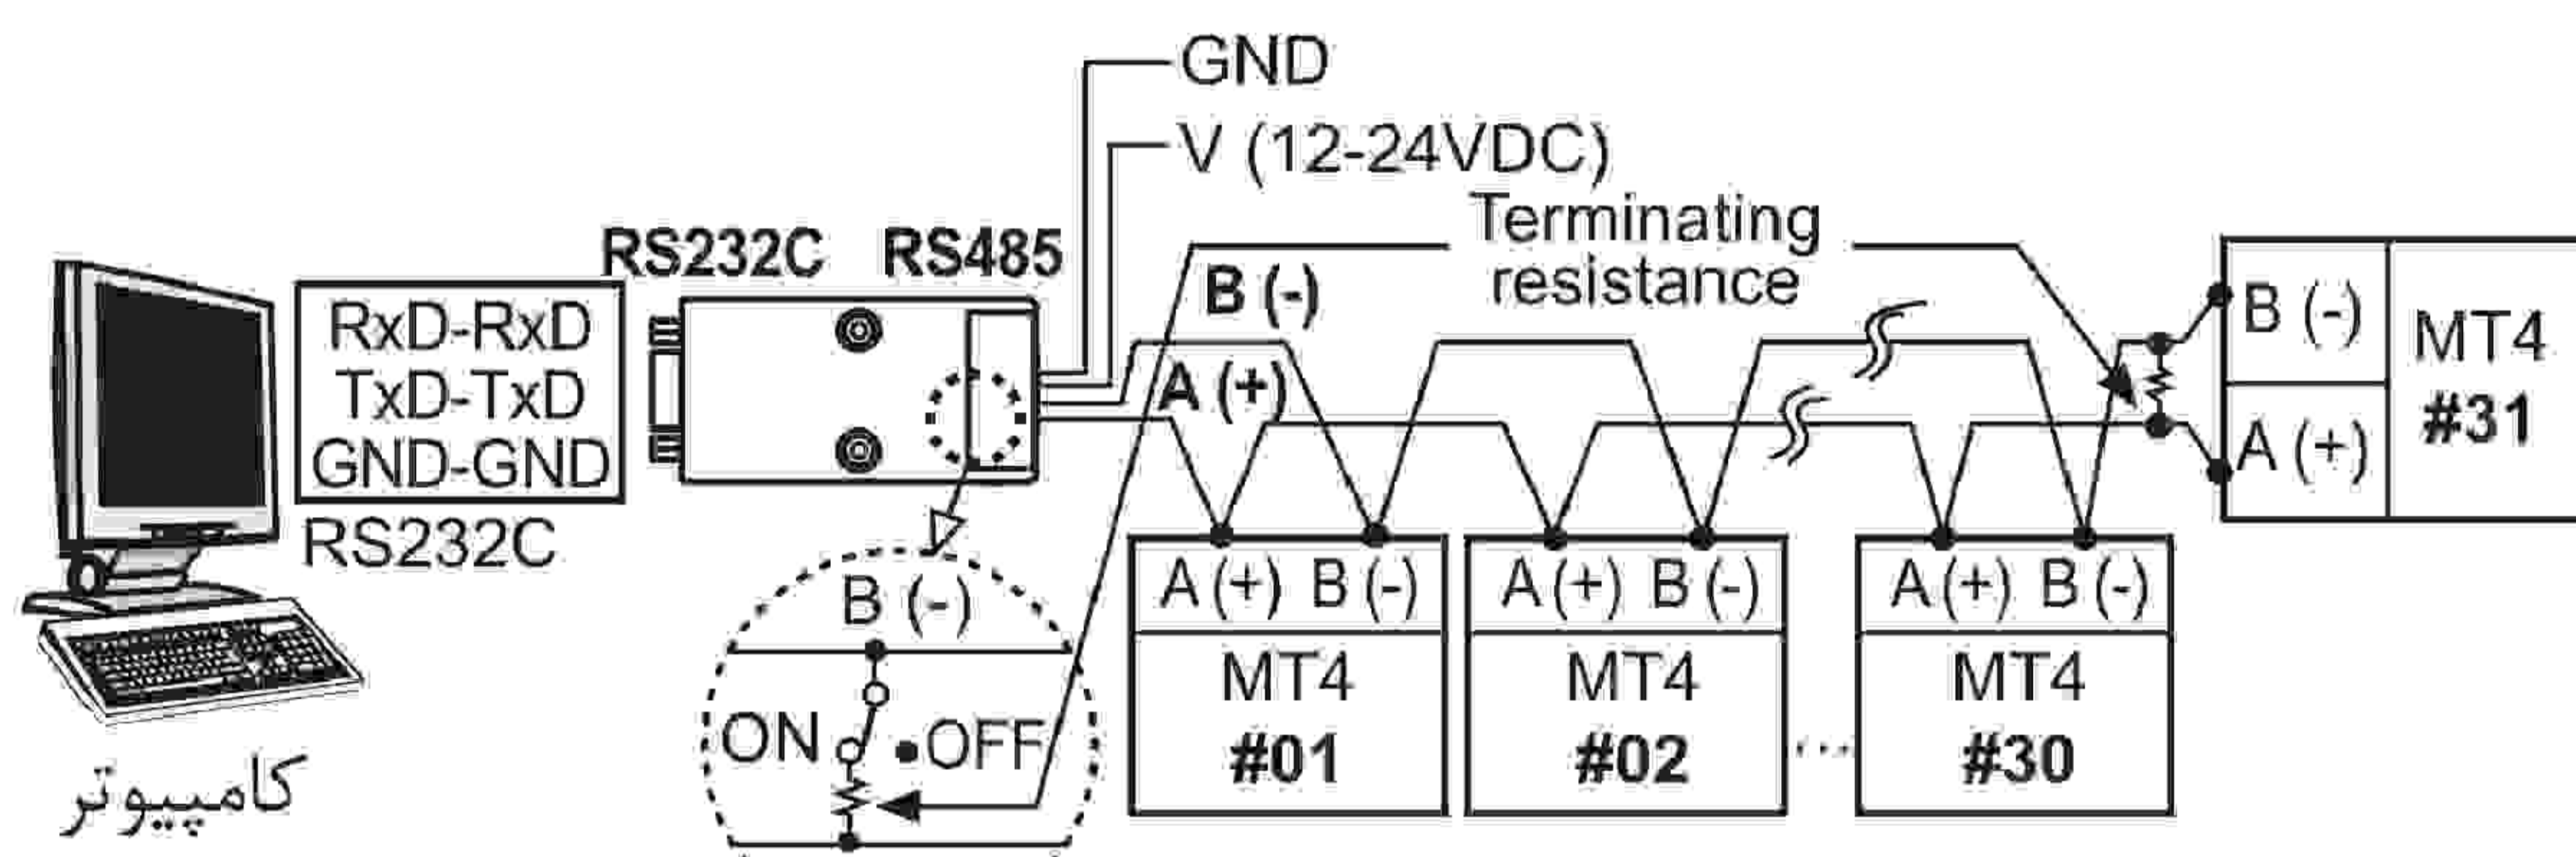 GND
V (12-24VDC)
Terminating
resistance
RS232C RS485
B (-)
A (+)
RxD-RxD
TxD-TxD
GND-GND
RS232C
کامپیوتر
B (-)
ON OFF
A (+) B (-)
MT4
#01
A (+) B (-)
MT4
#02
...
A (+) B (-)
MT4
#30
B (-)
A (+)
MT4
#31